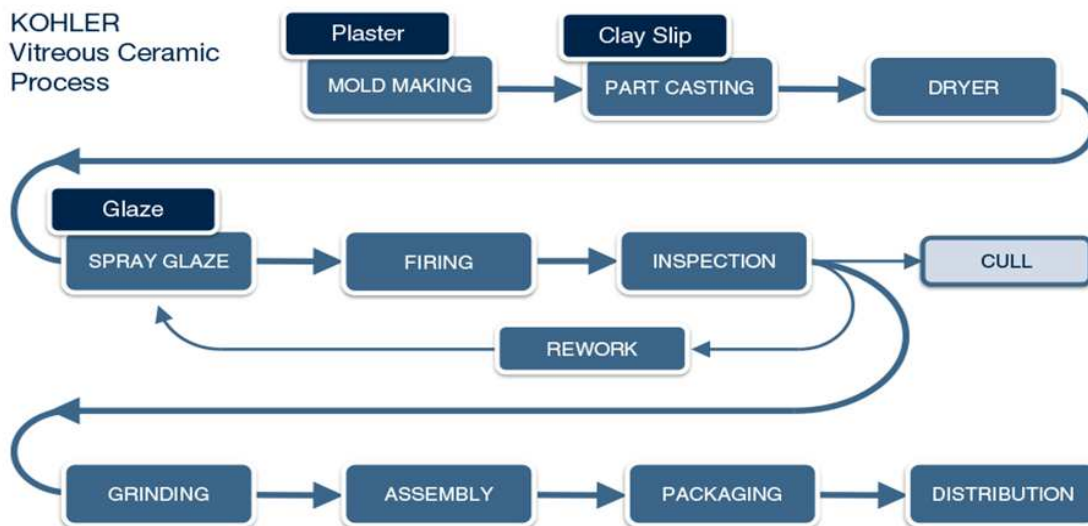 KOHLER
Vitreous Ceramic
Process
Plaster
MOLD MAKING
Clay Slip
PART CASTING
DRYER
Glaze
SPRAY GLAZE
FIRING
INSPECTION
CULL
REWORK
GRINDING
ASSEMBLY
PACKAGING
DISTRIBUTION